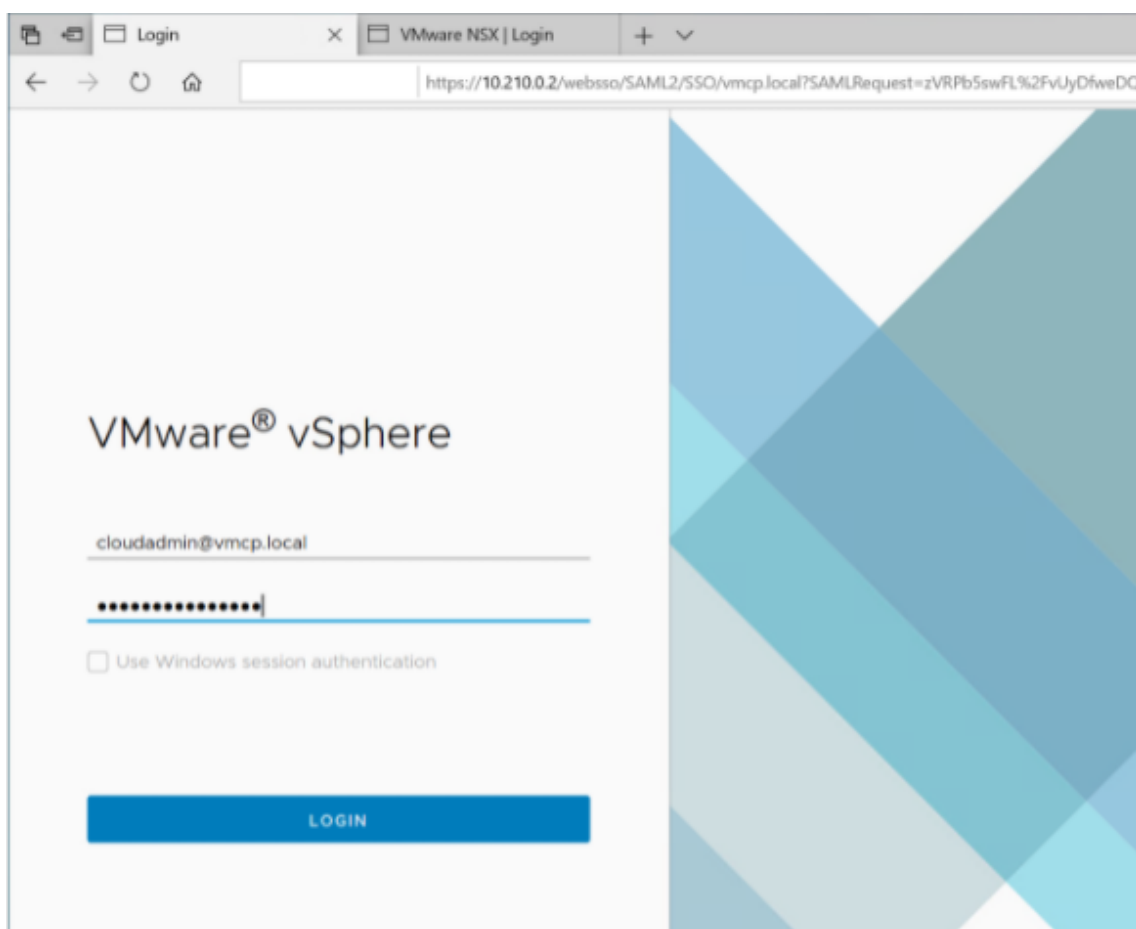 Login
VMware NSX | Login
https://10.210.0.2/websso/SAML2/SSO/vmcp.local?SAMLRequest=zVRPb5swFL%2FvUyDfweDC
VMware® vSphere
cloudadmin@vmcp.local
Use Windows session authentication
LOGIN